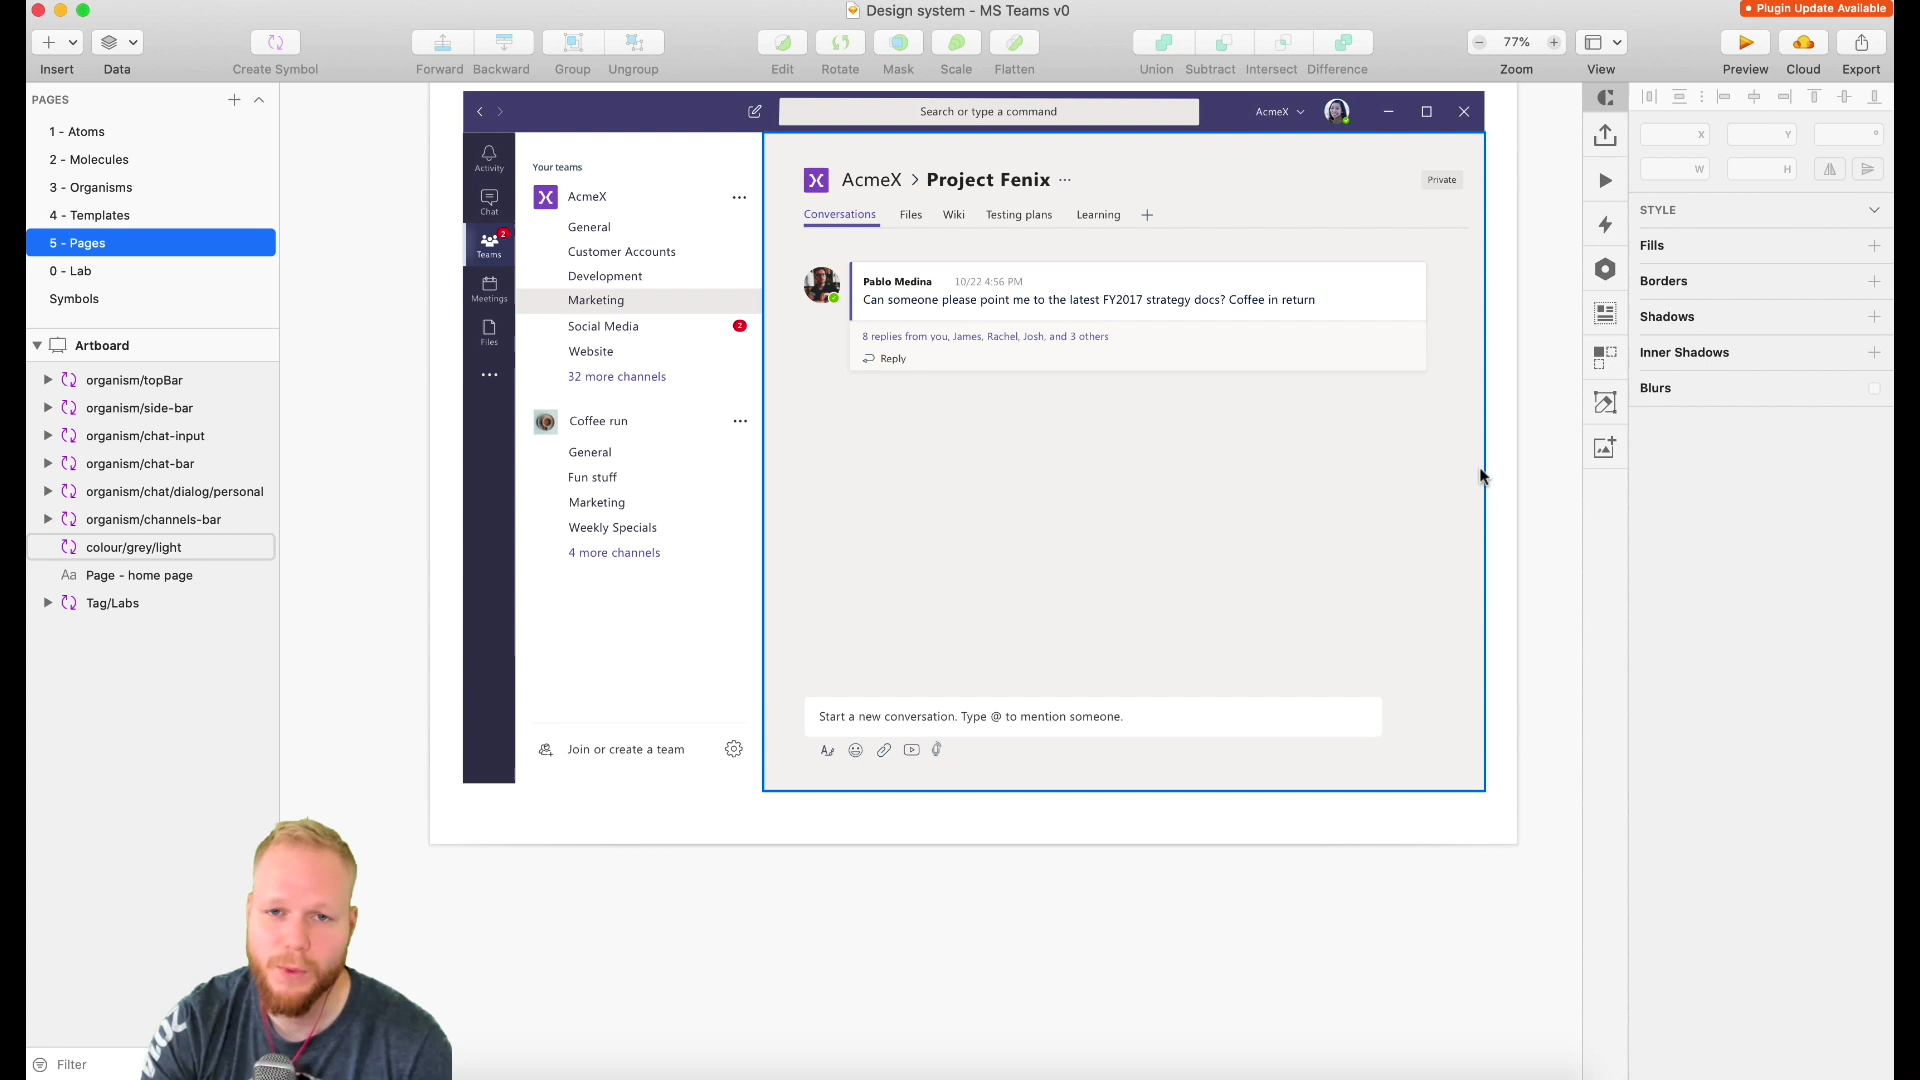 Design system - MS Teams v0
Plugin Update Available
Insert
Data
Create Symbol
Forward
Backward
Group
Ungroup
Edit
Rotate
Mask
Scale
Flatten
Union
Subtract
Intersect
Difference
77%
Zoom
View
Preview
Cloud
Export
PAGES
1 - Atoms
2 - Molecules
3 - Organisms
4 - Templates
5 - Pages
0 - Lab
Symbols
Artboard
organism/topBar
organism/side-bar
organism/chat-input
organism/chat-bar
organism/chat/dialog/personal
organism/channels-bar
colour/grey/light
Aa Page - home page
Tag/Labs
Filter
Search or type a command
AcmeX
Activity
Chat
2
Teams
Meetings
Files
Your teams
AcmeX
General
Customer Accounts
Development
Marketing
Social Media
2
Website
32 more channels
Coffee run
General
Fun stuff
Marketing
Weekly Specials
4 more channels
Join or create a team
AcmeX > Project Fenix
Private
Conversations
Files
Wiki
Testing plans
Learning
Pablo Medina 10/22 4:56 PM
Can someone please point me to the latest FY2017 strategy docs? Coffee in return
8 replies from you, James, Rachel, Josh, and 3 others
Reply
Start a new conversation. Type @ to mention someone.
X
Y
°
W
H
STYLE
Fills
Borders
Shadows
Inner Shadows
Blurs